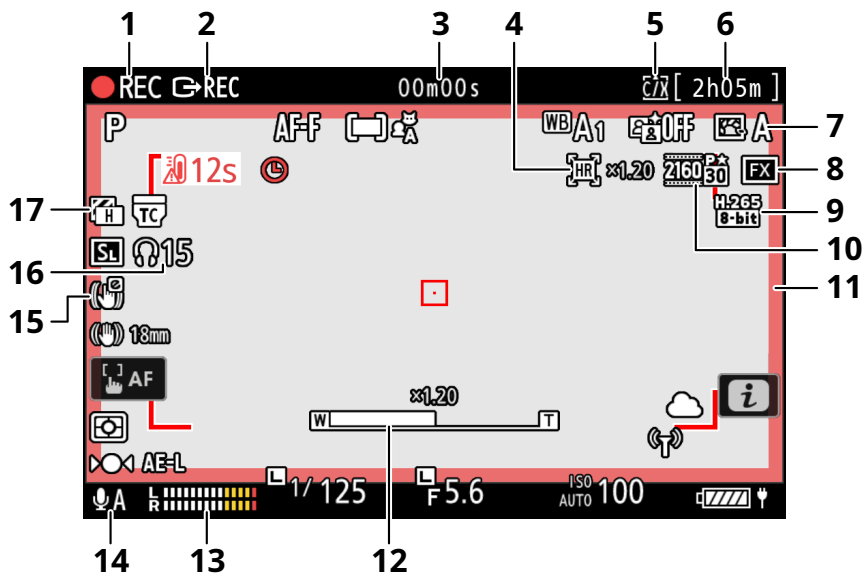 1 2 3 4 5 6
REC REC 00m00s C/X [ 2h05m ]
P AF-F A WB A1 OFF A 7
12s HR ×1.20 2160 P★ 30 FX 8
17 H TC H.265 8-bit 9
SL 15 10
16 11
15
18mm
AF
×1.20 i
W T
AE-L
A L R L 1/125 L F5.6 ISO AUTO 100
14 13 12